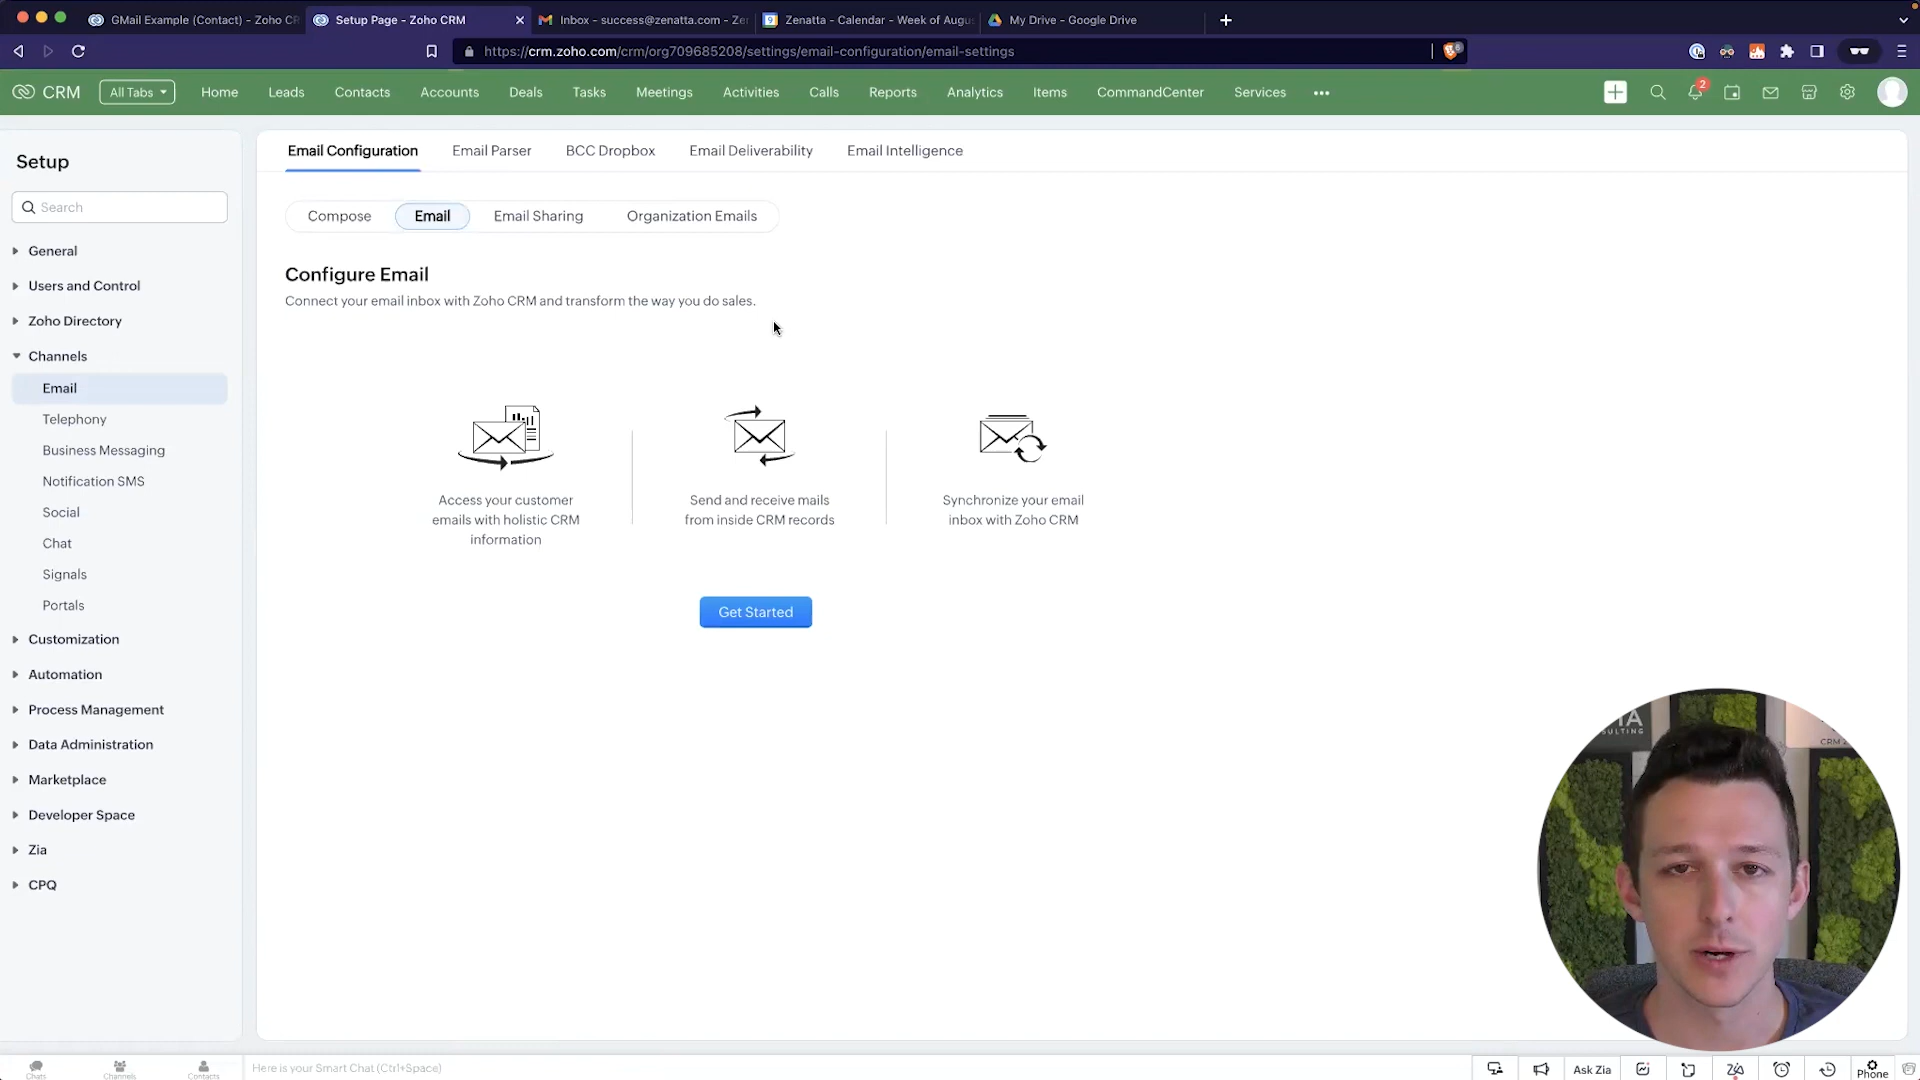 GMail Example (Contact) - Zoho CR
Setup Page - Zoho CRM
Inbox - success@zenatta.com - Zen
Zenatta - Calendar - Week of Augu
My Drive - Google Drive
https://crm.zoho.com/crm/org709685208/settings/email-configuration/email-settings
CRM
All Tabs
Home
Leads
Contacts
Accounts
Deals
Tasks
Meetings
Activities
Calls
Reports
Analytics
Items
CommandCenter
Services
2
Setup
Search
General
Users and Control
Zoho Directory
Channels
Email
Telephony
Business Messaging
Notification SMS
Social
Chat
Signals
Portals
Customization
Automation
Process Management
Data Administration
Marketplace
Developer Space
Zia
CPQ
Email Configuration
Email Parser
BCC Dropbox
Email Deliverability
Email Intelligence
Compose
Email
Email Sharing
Organization Emails
Configure Email
Connect your email inbox with Zoho CRM and transform the way you do sales.
Access your customer
emails with holistic CRM
information
Send and receive mails
from inside CRM records
Synchronize your email
inbox with Zoho CRM
Get Started
Chats
Channels
Contacts
Here is your Smart Chat (Ctrl+Space)
Ask Zia
Phone